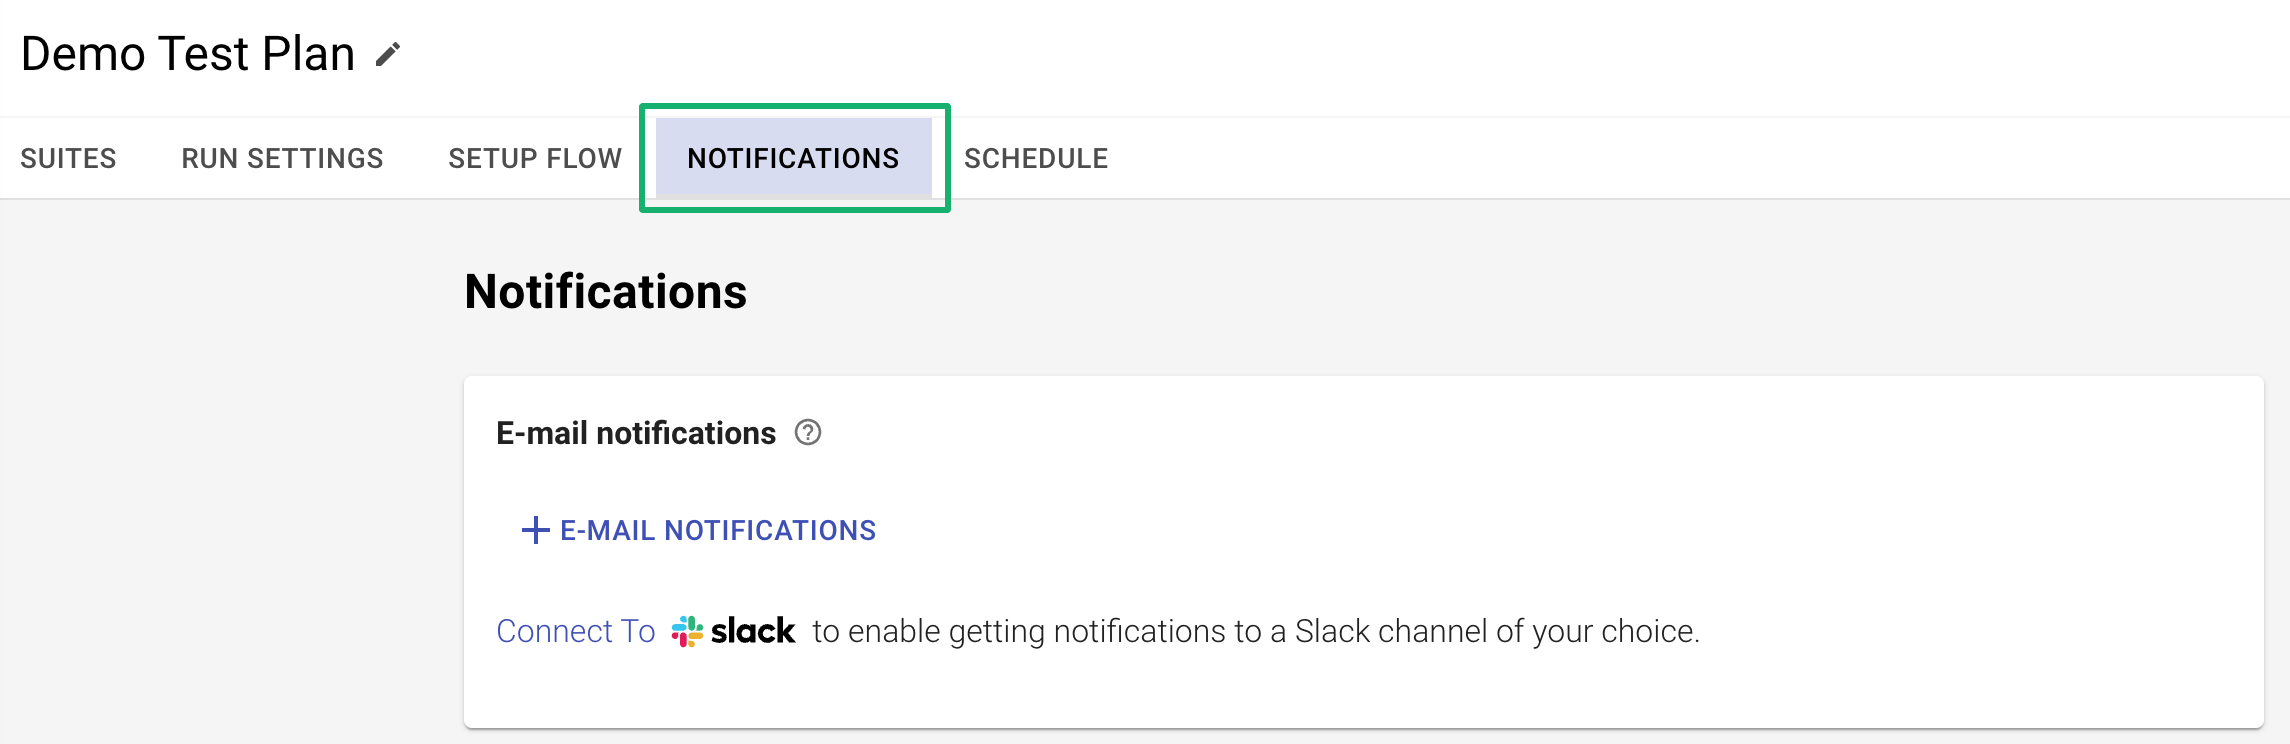 Demo Test Plan
SUITES RUN SETTINGS SETUP FLOW NOTIFICATIONS SCHEDULE
Notifications
E-mail notifications ?
+ E-MAIL NOTIFICATIONS
Connect To slack to enable getting notifications to a Slack channel of your choice.